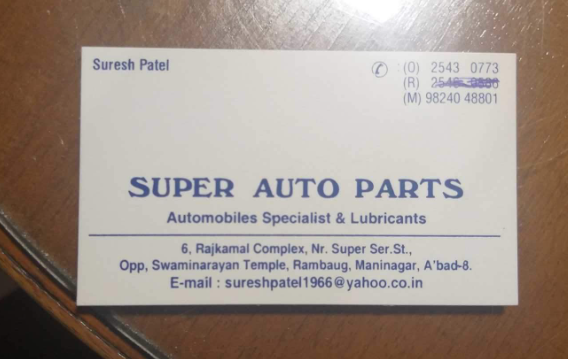 Suresh Patel
✆ : (O) 2543 0773
(R)
(M) 98240 48801
SUPER AUTO PARTS
Automobiles Specialist & Lubricants
6, Rajkamal Complex, Nr. Super Ser.St.,
Opp, Swaminarayan Temple, Rambaug, Maninagar, A'bad-8.
E-mail : sureshpatel1966@yahoo.co.in